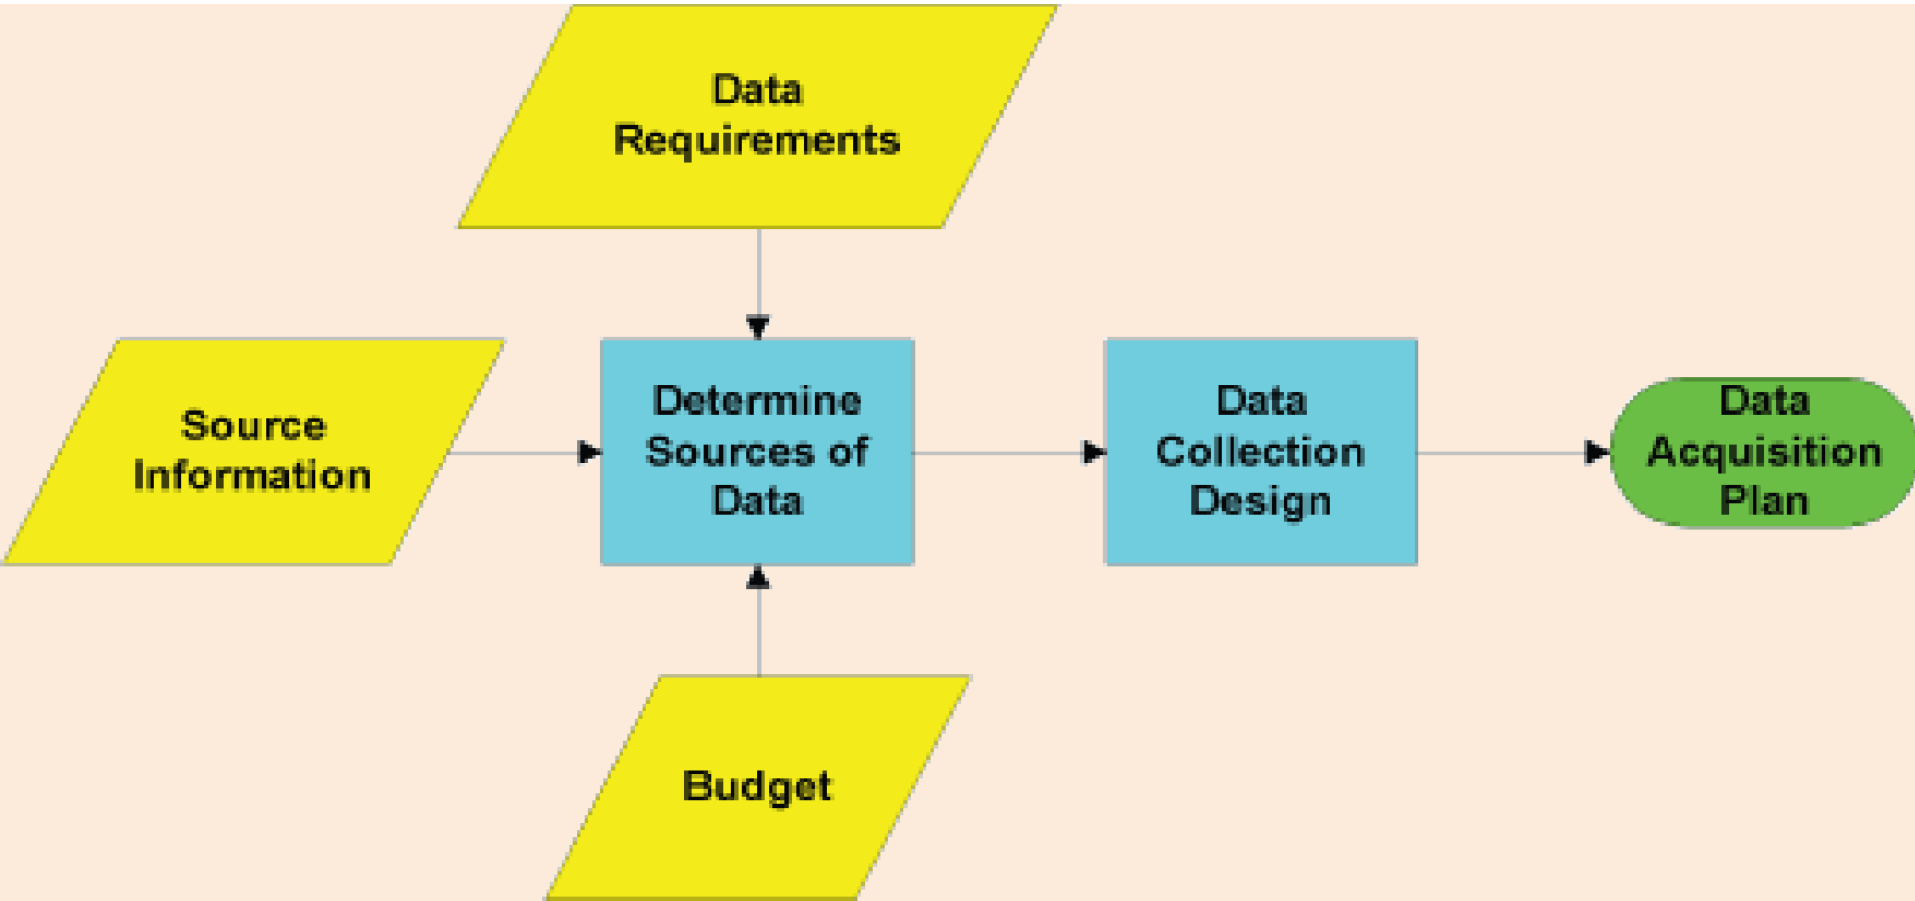 Data
Requirements
Source
Information
Determine
Sources of
Data
Data
Collection
Design
Data
Acquisition
Plan
Budget